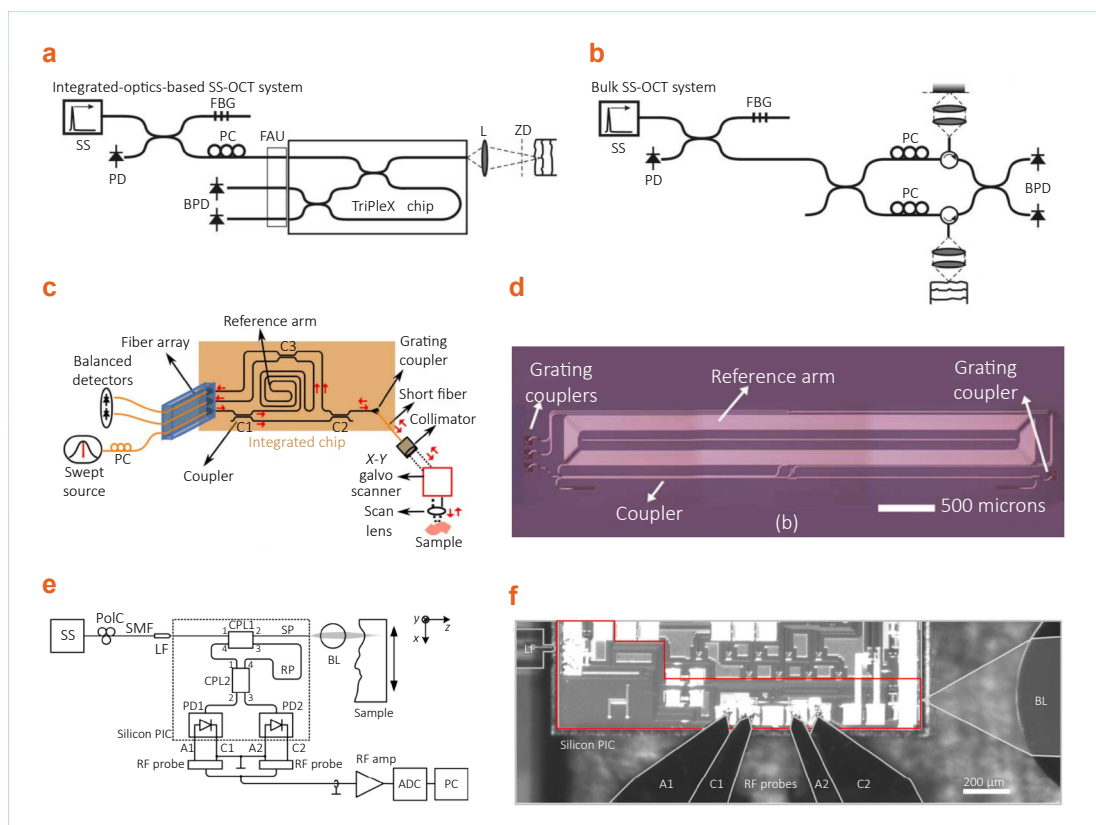 a
Integrated-optics-based SS-OCT system
SS
PD
FBG
PC
FAU
BPD
TriPleX chip
L
ZD
b
Bulk SS-OCT system
SS
PD
FBG
PC
PC
BPD
c
Reference arm
Fiber array
Balanced
detectors
C3
Grating
coupler
Short fiber
Collimator
C1
C2
Integrated chip
PC
Swept
source
Coupler
X-Y
galvo
scanner
Scan
lens
Sample
d
Grating
couplers
Reference arm
Grating
coupler
Coupler
500 microns
(b)
e
SS
PolC
SMF
LF
CPL1
1
2
4
3
SP
RP
CPL2
1
4
2
3
BL
y
z
x
Sample
PD1
PD2
Silicon PIC
A1
C1
A2
C2
RF probe
RF probe
RF amp
ADC
PC
f
LF
BL
Silicon PIC
A1
C1
RF probes
A2
C2
200 μm